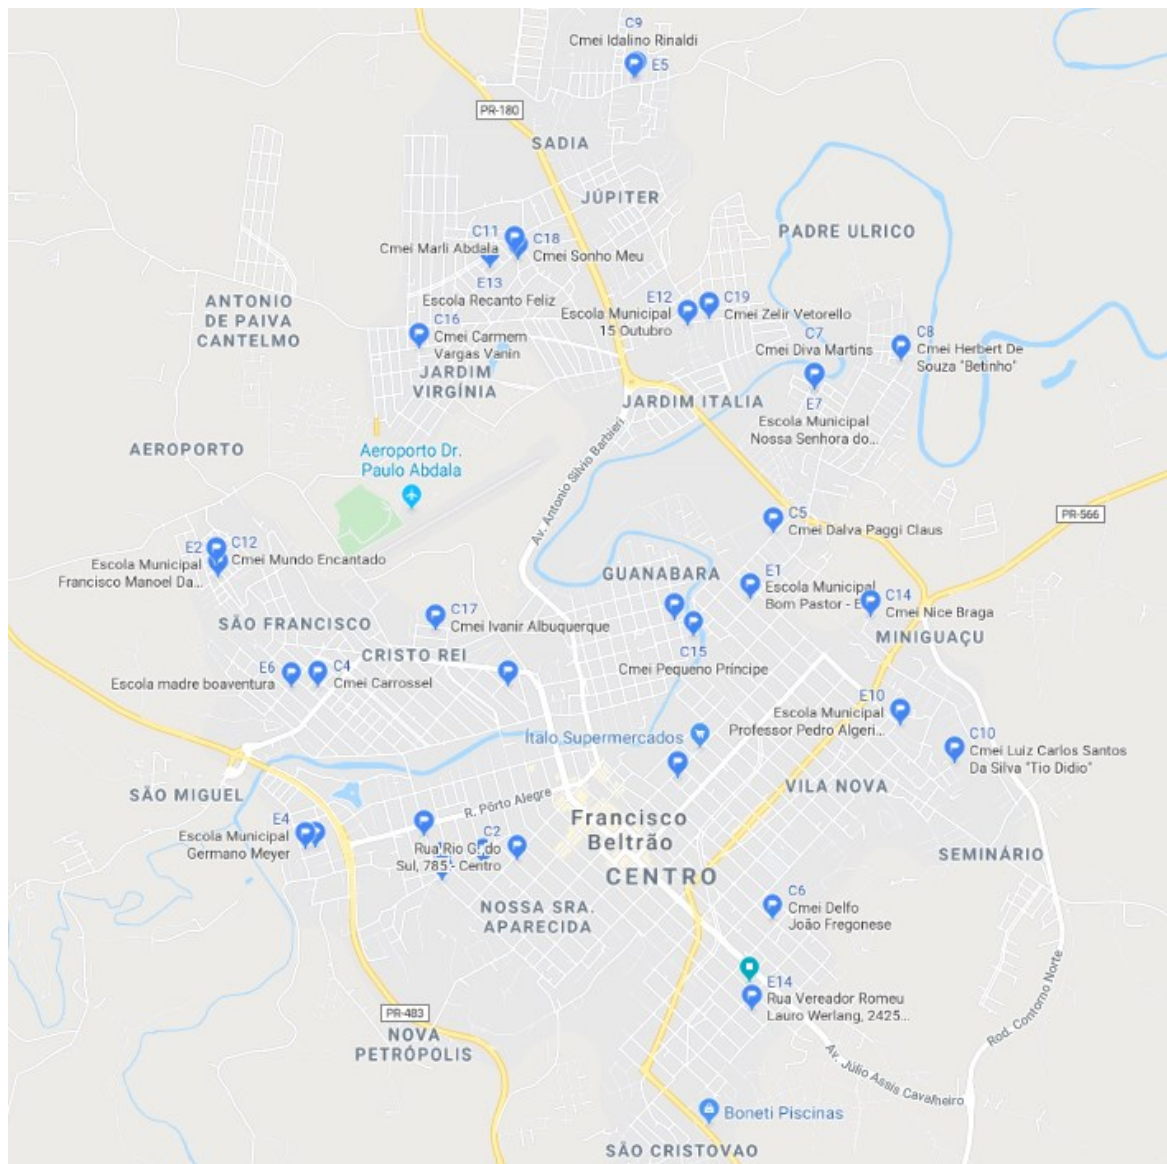 C9
Cmei Idalino Rinaldi
E5
PR-180
SADIA
JÚPITER
PADRE ULRICO
C11
Cmei Marli Abdala
C18
Cmei Sonho Meu
E13
Escola Recanto Feliz
ANTONIO
DE PAIVA
CANTELMO
E12
Escola Municipal
15 Outubro
C19
Cmei Zelir Vetorello
C16
Cmei Carmem
Vargas Vanin
C7
Cmei Diva Martins
C8
Cmei Herbert De
Souza "Betinho"
JARDIM
VIRGÍNIA
JARDIM ITALIA
E7
Escola Municipal
Nossa Senhora do...
AEROPORTO
Aeroporto Dr.
Paulo Abdala
Av. Antonio Silvio Barbieri
PR-566
C5
Cmei Dalva Paggi Claus
E2
Escola Municipal
Francisco Manoel Da...
C12
Cmei Mundo Encantado
GUANABARA
E1
Escola Municipal
Bom Pastor - E
C14
Cmei Nice Braga
C17
Cmei Ivanir Albuquerque
SÃO FRANCISCO
MINIGUAÇU
CRISTO REI
C15
Cmei Pequeno Príncipe
E6
Escola madre boaventura
C4
Cmei Carrossel
E10
Escola Municipal
Professor Pedro Algeri...
Ítalo Supermercados
C10
Cmei Luiz Carlos Santos
Da Silva "Tio Didio"
SÃO MIGUEL
VILA NOVA
R. Pôrto Alegre
Francisco
Beltrão
E4
Escola Municipal
Germano Meyer
C2
Rua Rio G do
Sul, 785 - Centro
SEMINÁRIO
CENTRO
C6
Cmei Delfo
João Fregonese
NOSSA SRA.
APARECIDA
E14
Rua Vereador Romeu
Lauro Werlang, 2425...
PR-483
NOVA
PETRÓPOLIS
Rod. Contorno Norte
Av. Júlio Assis Cavalheiro
Boneti Piscinas
SÃO CRISTOVAO